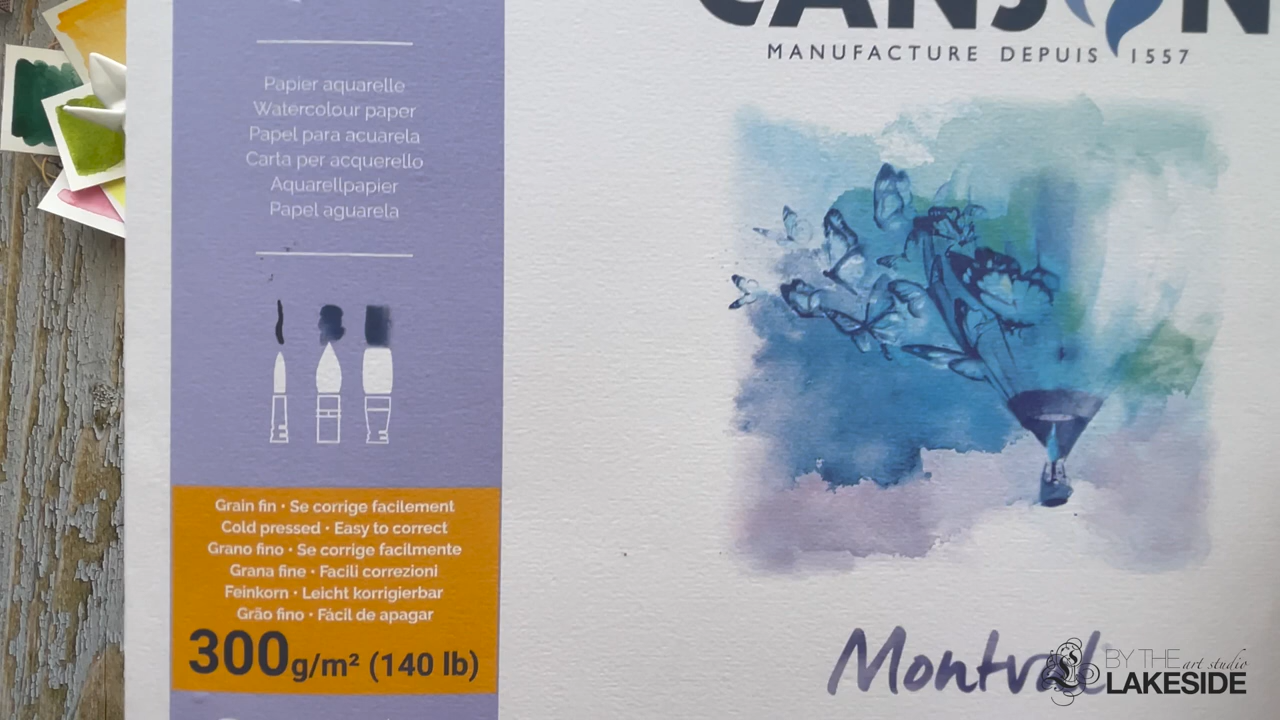 CANSON
MANUFACTURE DEPUIS 1557
Papier aquarelle
Watercolour paper
Papel para acuarela
Carta per acquerello
Aquarellpapier
Papel aguarela
Grain fin • Se corrige facilement
Cold pressed • Easy to correct
Grano fino • Se corrige facilmente
Grana fine • Facili correzioni
Feinkorn • Leicht korrigierbar
Grão fino • Fácil de apagar
300g/m² (140 lb)
Montval
BY THE art studio
LAKESIDE